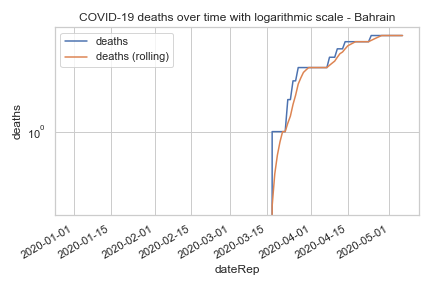 COVID-19 deaths over time with logarithmic scale - Bahrain
deaths
deaths (rolling)
deaths
10^0
2020-01-01
2020-01-15
2020-02-01
2020-02-15
2020-03-01
2020-03-15
2020-04-01
2020-04-15
2020-05-01
dateRep